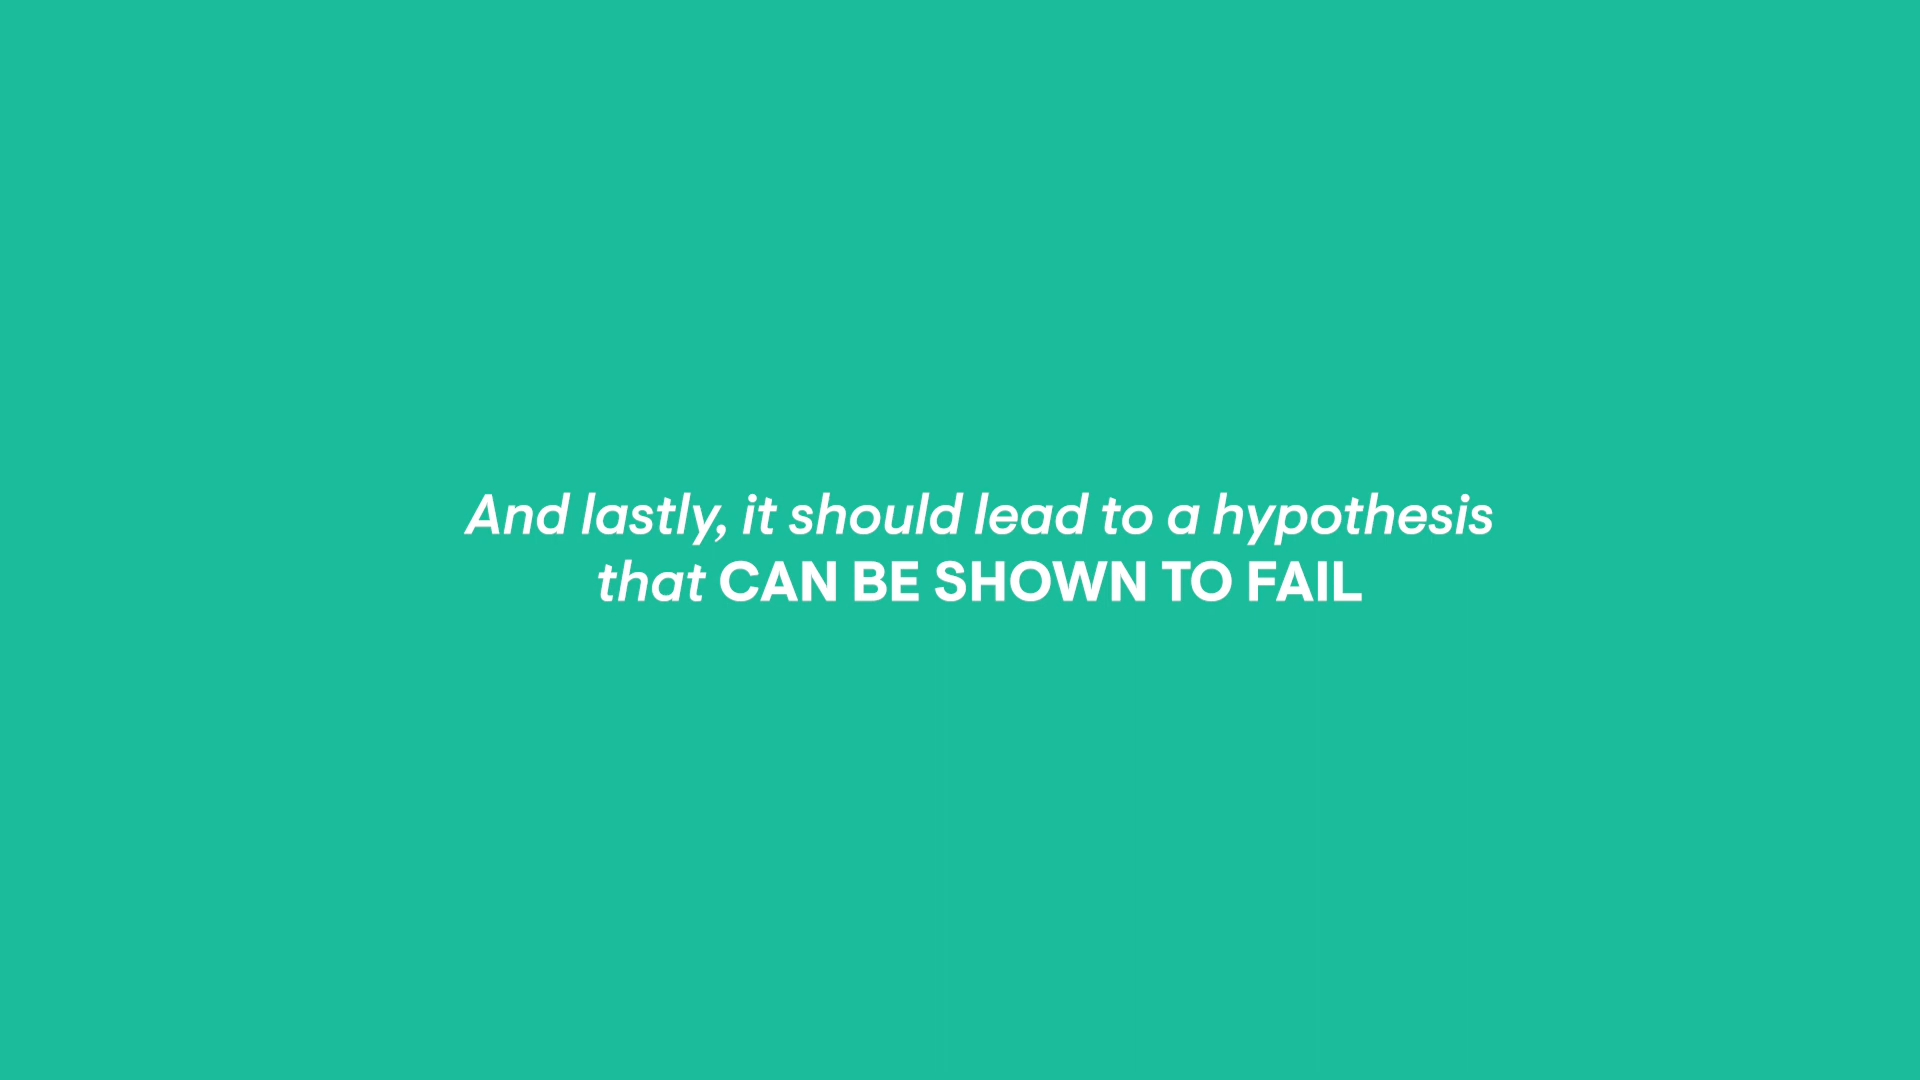 And lastly, it should lead to a hypothesis
that CAN BE SHOWN TO FAIL